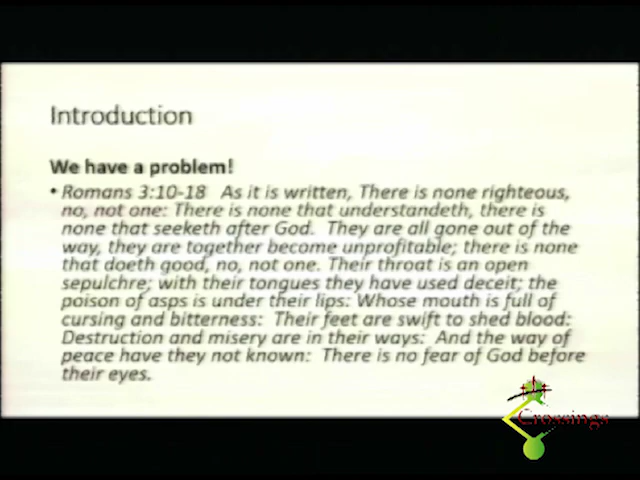 Introduction
We have a problem!
• Romans 3:10-18 As it is written, There is none righteous,
no, not one: There is none that understandeth, there is
none that seeketh after God. They are all gone out of the
way, they are together become unprofitable; there is none
that doeth good, no, not one. Their throat is an open
sepulchre; with their tongues they have used deceit; the
poison of asps is under their lips: Whose mouth is full of
cursing and bitterness: Their feet are swift to shed blood:
Destruction and misery are in their ways: And the way of
peace have they not known: There is no fear of God before
their eyes.
Crossings